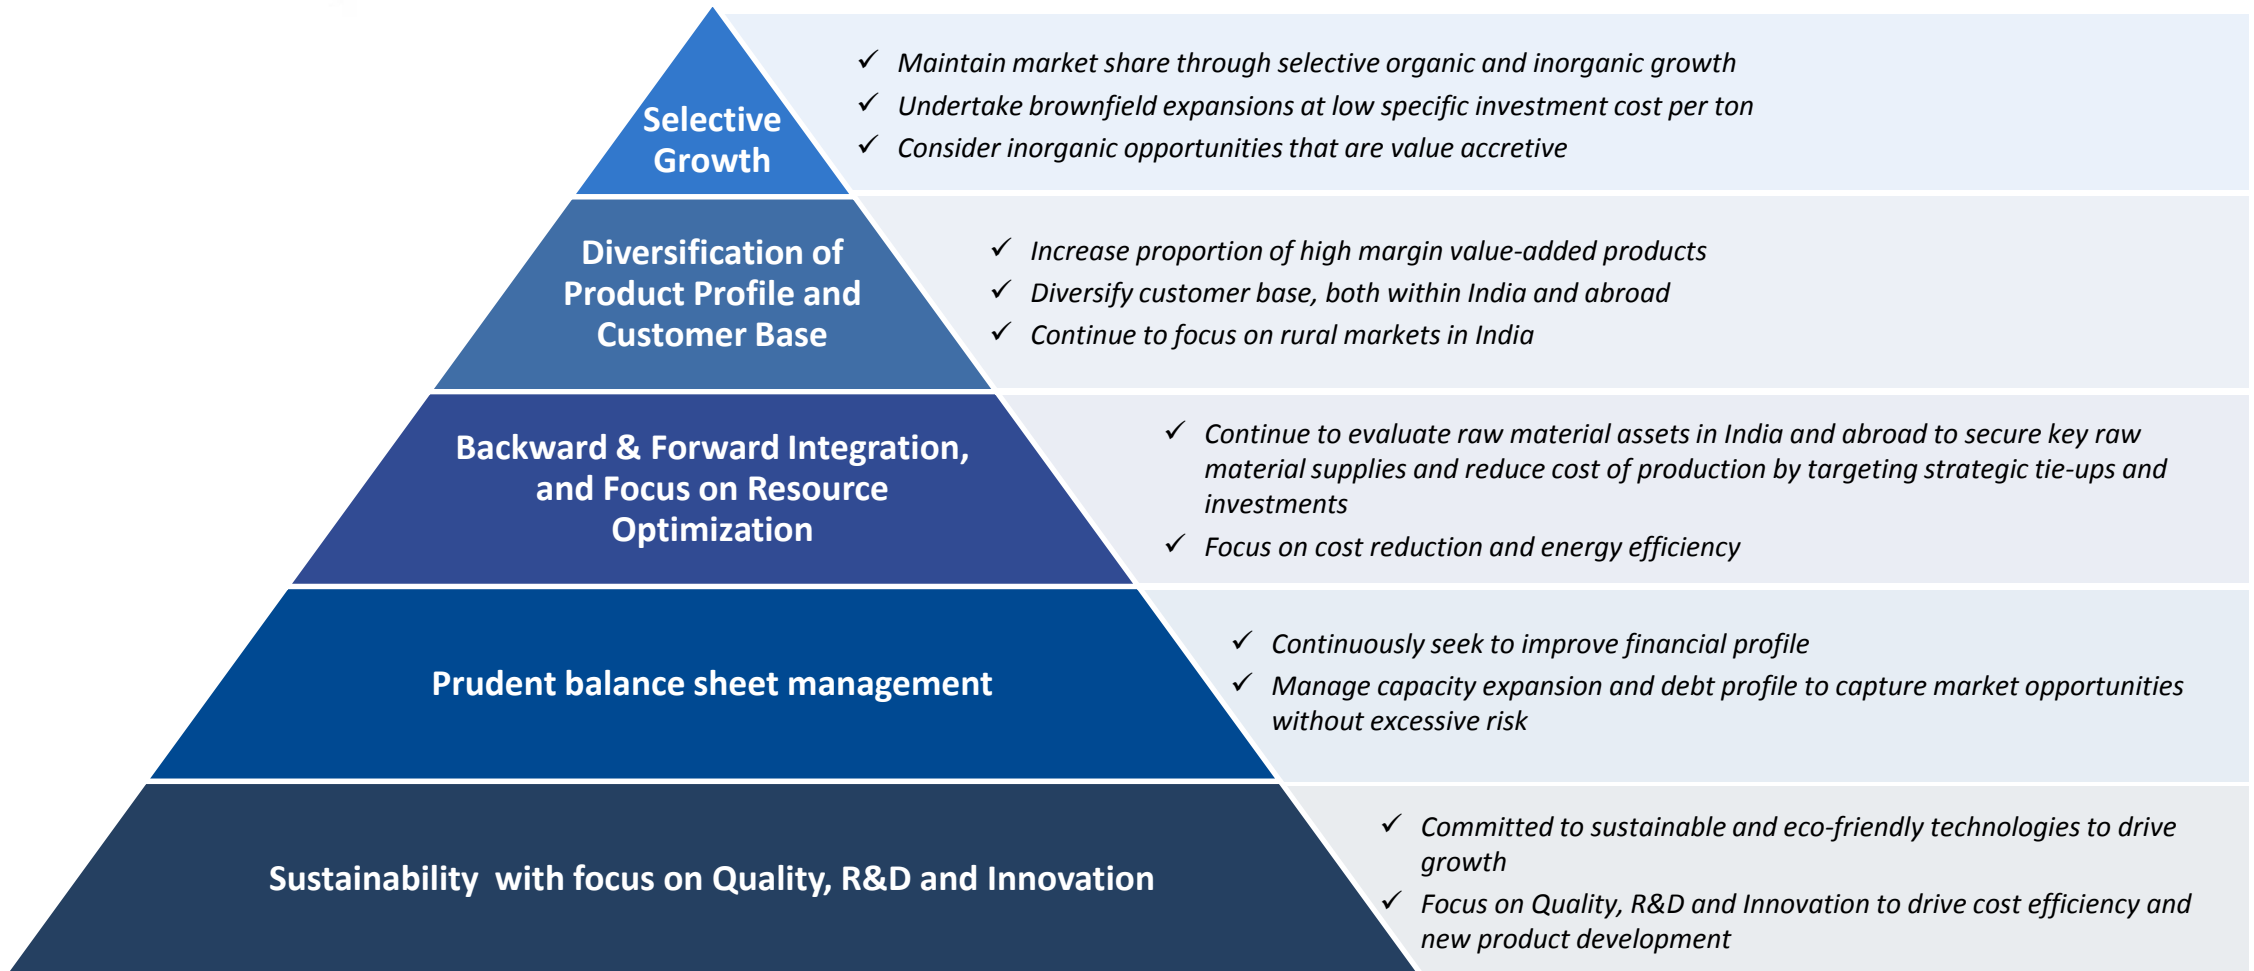 Selective
Growth
✓ Maintain market share through selective organic and inorganic growth
✓ Undertake brownfield expansions at low specific investment cost per ton
✓ Consider inorganic opportunities that are value accretive
Diversification of
Product Profile and
Customer Base
✓ Increase proportion of high margin value-added products
✓ Diversify customer base, both within India and abroad
✓ Continue to focus on rural markets in India
Backward & Forward Integration,
and Focus on Resource
Optimization
✓ Continue to evaluate raw material assets in India and abroad to secure key raw
material supplies and reduce cost of production by targeting strategic tie-ups and
investments
✓ Focus on cost reduction and energy efficiency
Prudent balance sheet management
✓ Continuously seek to improve financial profile
✓ Manage capacity expansion and debt profile to capture market opportunities
without excessive risk
Sustainability with focus on Quality, R&D and Innovation
✓ Committed to sustainable and eco-friendly technologies to drive
growth
✓ Focus on Quality, R&D and Innovation to drive cost efficiency and
new product development